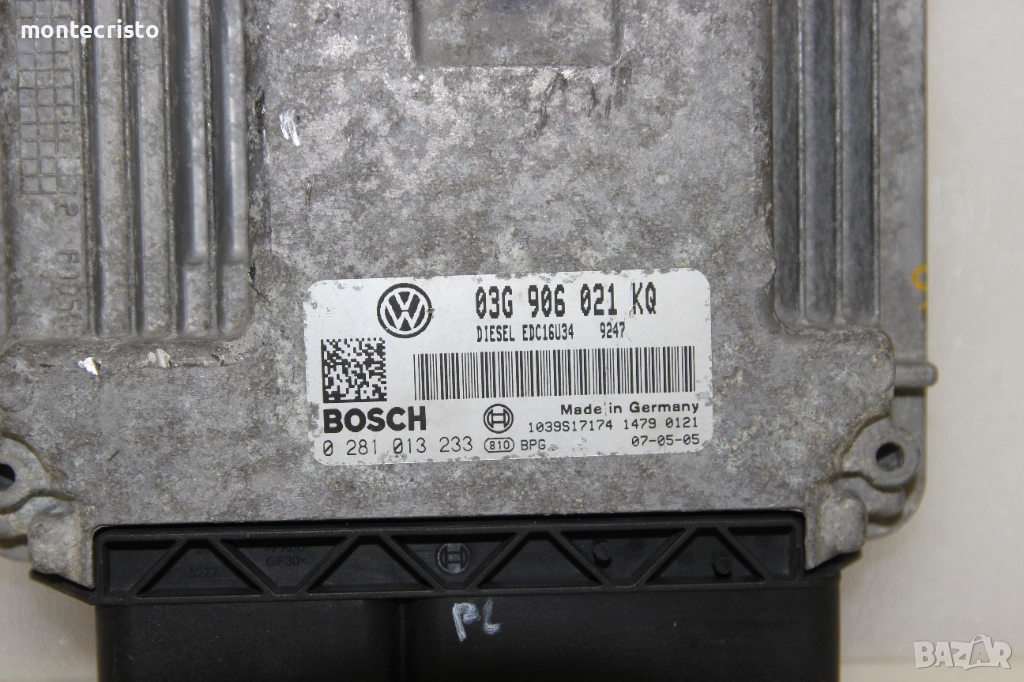 montecristo
03G 906 021 KQ
DIESEL EDC16U34 9247
BOSCH
Made in Germany
1039S17174 1479 0121
0 281 013 233 810 BPG 07-05-05
PL
BAZAR